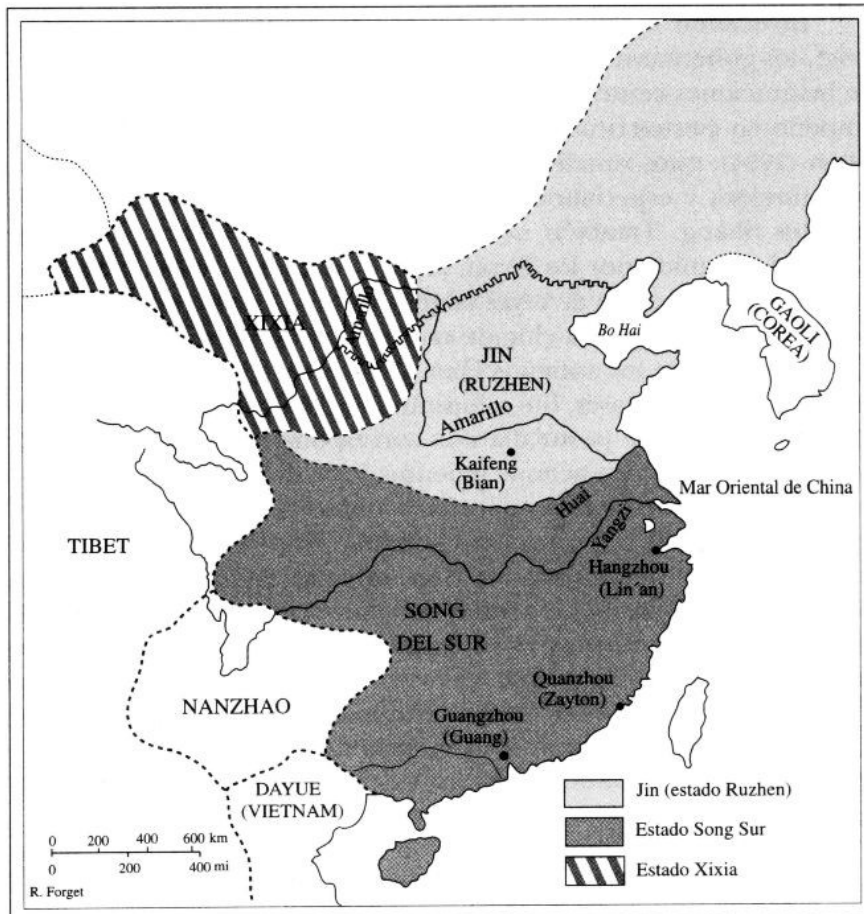 XIXIA
Amarillo
GAOLI
(COREA)
Bo Hai
JIN
(RUZHEN)
Amarillo
Kaifeng
(Bian)
Huai
Mar Oriental de China
Yangzi
TIBET
Hangzhou
(Lin´an)
SONG
DEL SUR
Quanzhou
(Zayton)
NANZHAO
Guangzhou
(Guang)
DAYUE
(VIETNAM)
Jin (estado Ruzhen)
Estado Song Sur
Estado Xixia
0 200 400 600 km
0 200 400 mi
R. Forget